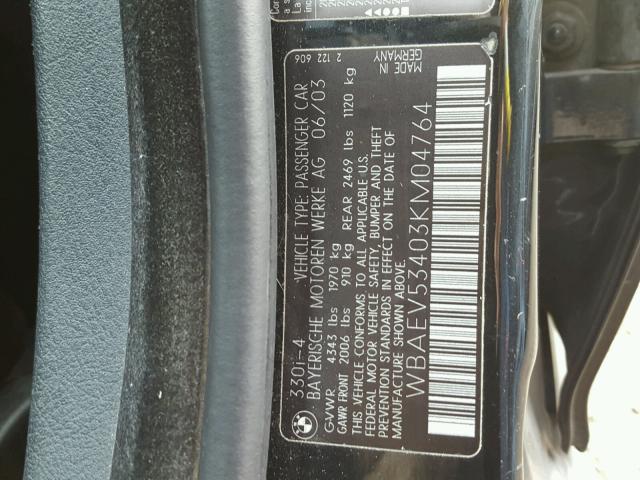 330i-4 VEHICLE TYPE: PASSENGER CAR 2 122 606
BAYERISCHE MOTOREN WERKE AG 06/03
GVWR 4343 lbs 1970 kg
GAWR FRONT 2006 lbs 910 kg REAR 2469 lbs 1120 kg
THIS VEHICLE CONFORMS TO ALL APPLICABLE U.S.
FEDERAL MOTOR VEHICLE SAFETY, BUMPER AND THEFT
PREVENTION STANDARDS IN EFFECT ON THE DATE OF
MANUFACTURE SHOWN ABOVE.
MADE IN
GERMANY
WBAEV53403KM04764